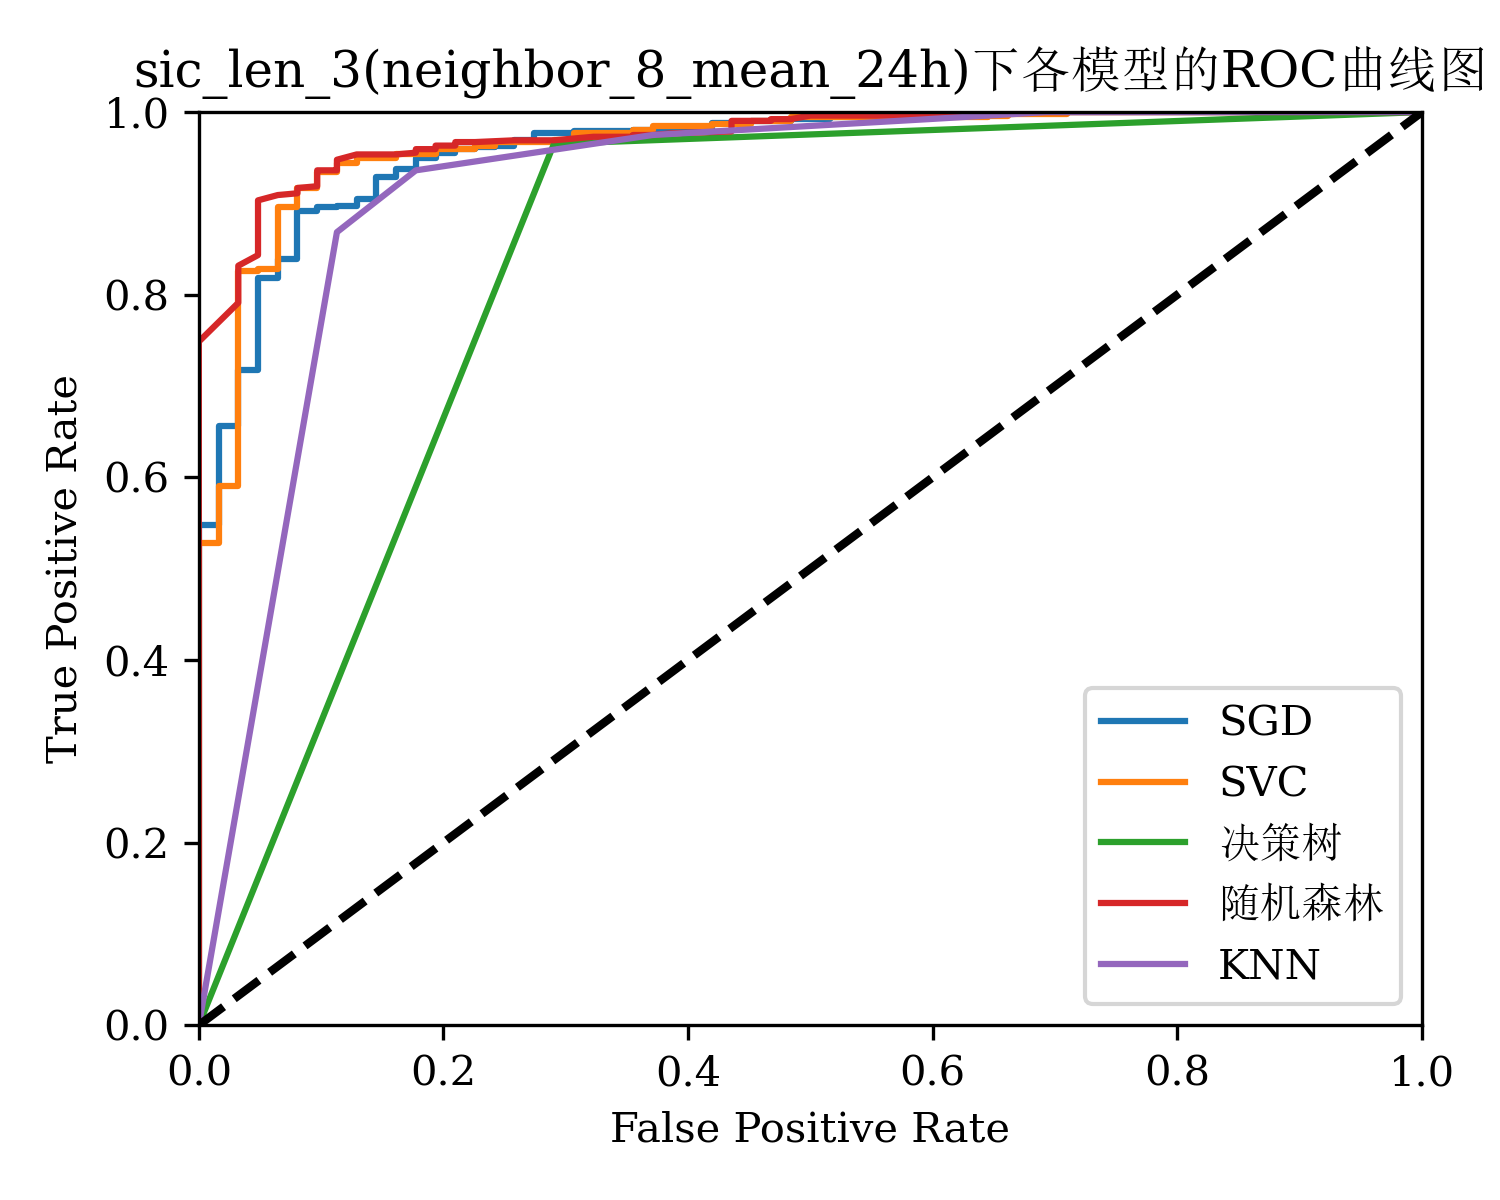 sic_len_3(neighbor_8_mean_24h)下各模型的ROC曲线图
1.0
0.8
0.6
0.4
0.2
0.0
True Positive Rate
0.0 0.2 0.4 0.6 0.8 1.0
False Positive Rate
SGD
SVC
决策树
随机森林
KNN